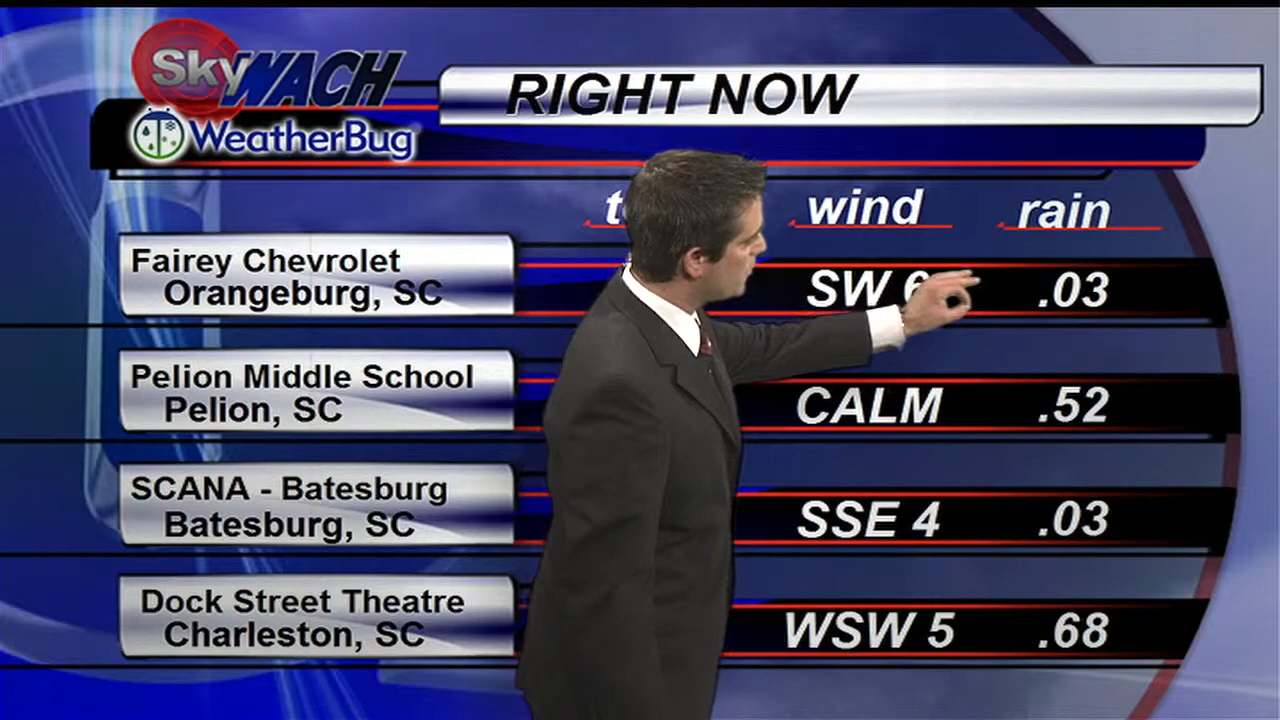 SkyWACH
WeatherBug
RIGHT NOW
wind rain
Fairey Chevrolet
Orangeburg, SC
SW 6 .03
Pelion Middle School
Pelion, SC
CALM .52
SCANA - Batesburg
Batesburg, SC
SSE 4 .03
Dock Street Theatre
Charleston, SC
WSW 5 .68